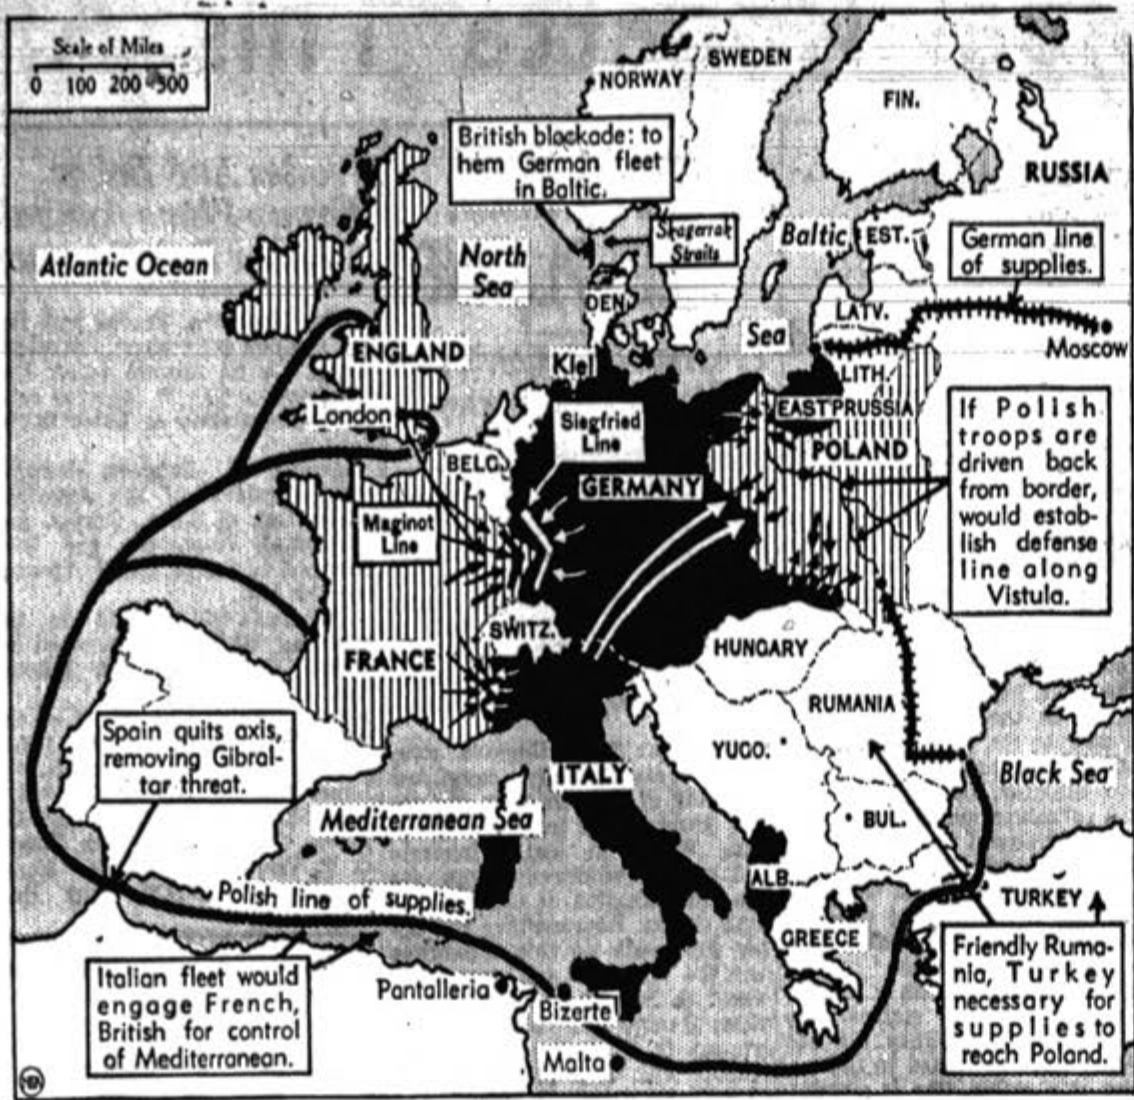 Scale of Miles
0 100 200 300
NORWAY
SWEDEN
FIN.
RUSSIA
British blockade: to
hem German fleet
in Baltic.
Skagerrak
Straits
Atlantic Ocean
North
Sea
Baltic
Sea
EST.
German line
of supplies.
DEN.
LATV.
Moscow
ENGLAND
Kiel
LITH.
London
Siegfried
Line
EAST PRUSSIA
POLAND
If Polish
troops are
driven back
from border,
would estab-
lish defense
line along
Vistula.
BELG.
GERMANY
Maginot
Line
SWITZ.
FRANCE
HUNGARY
RUMANIA
Spain quits axis,
removing Gibral-
tar threat.
YUGO.
ITALY
Black Sea
Mediterranean Sea
BUL.
Polish line of supplies.
ALB.
TURKEY
GREECE
Italian fleet would
engage French,
British for control
of Mediterranean.
Pantalleria
Bizerte
Malta
Friendly Ruma-
nia, Turkey
necessary for
supplies to
reach Poland.